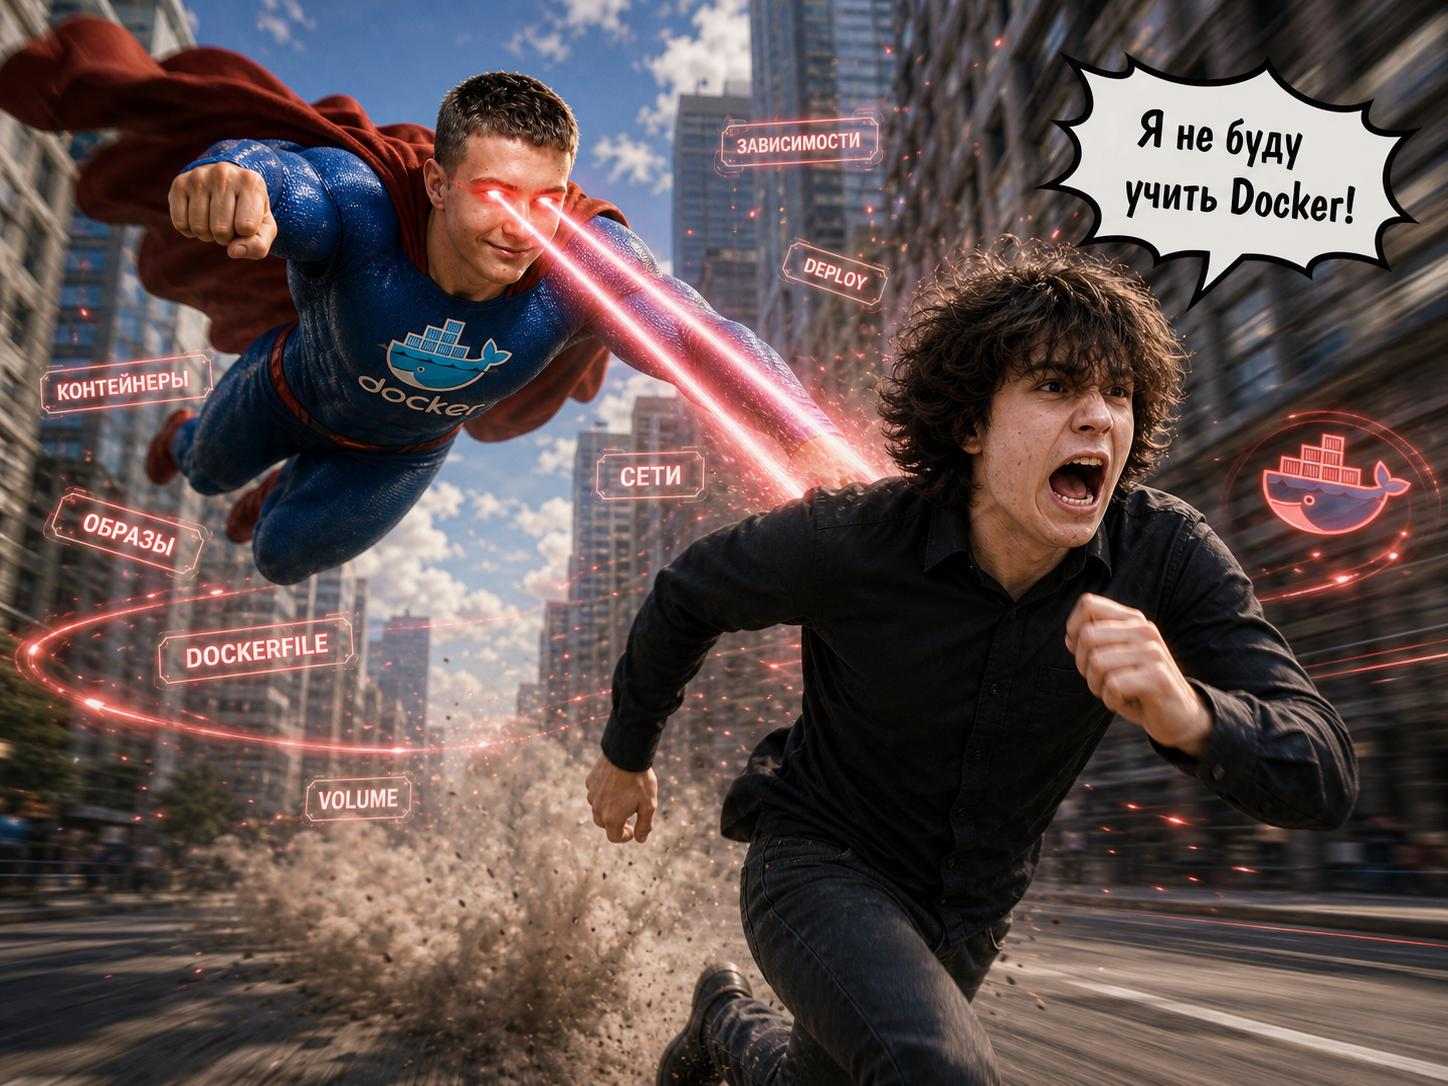 Я не буду
учить Docker!
ЗАВИСИМОСТИ
DEPLOY
КОНТЕЙНЕРЫ
docker
СЕТИ
ОБРАЗЫ
DOCKERFILE
VOLUME